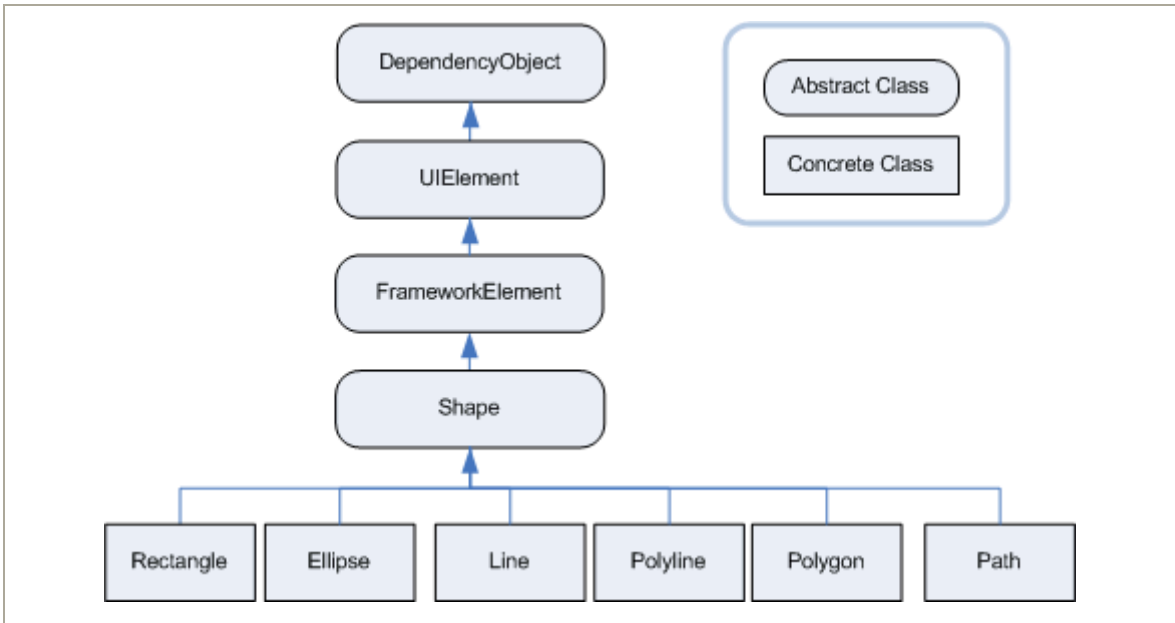 DependencyObject
Abstract Class
UIElement
Concrete Class
FrameworkElement
Shape
Rectangle
Ellipse
Line
Polyline
Polygon
Path